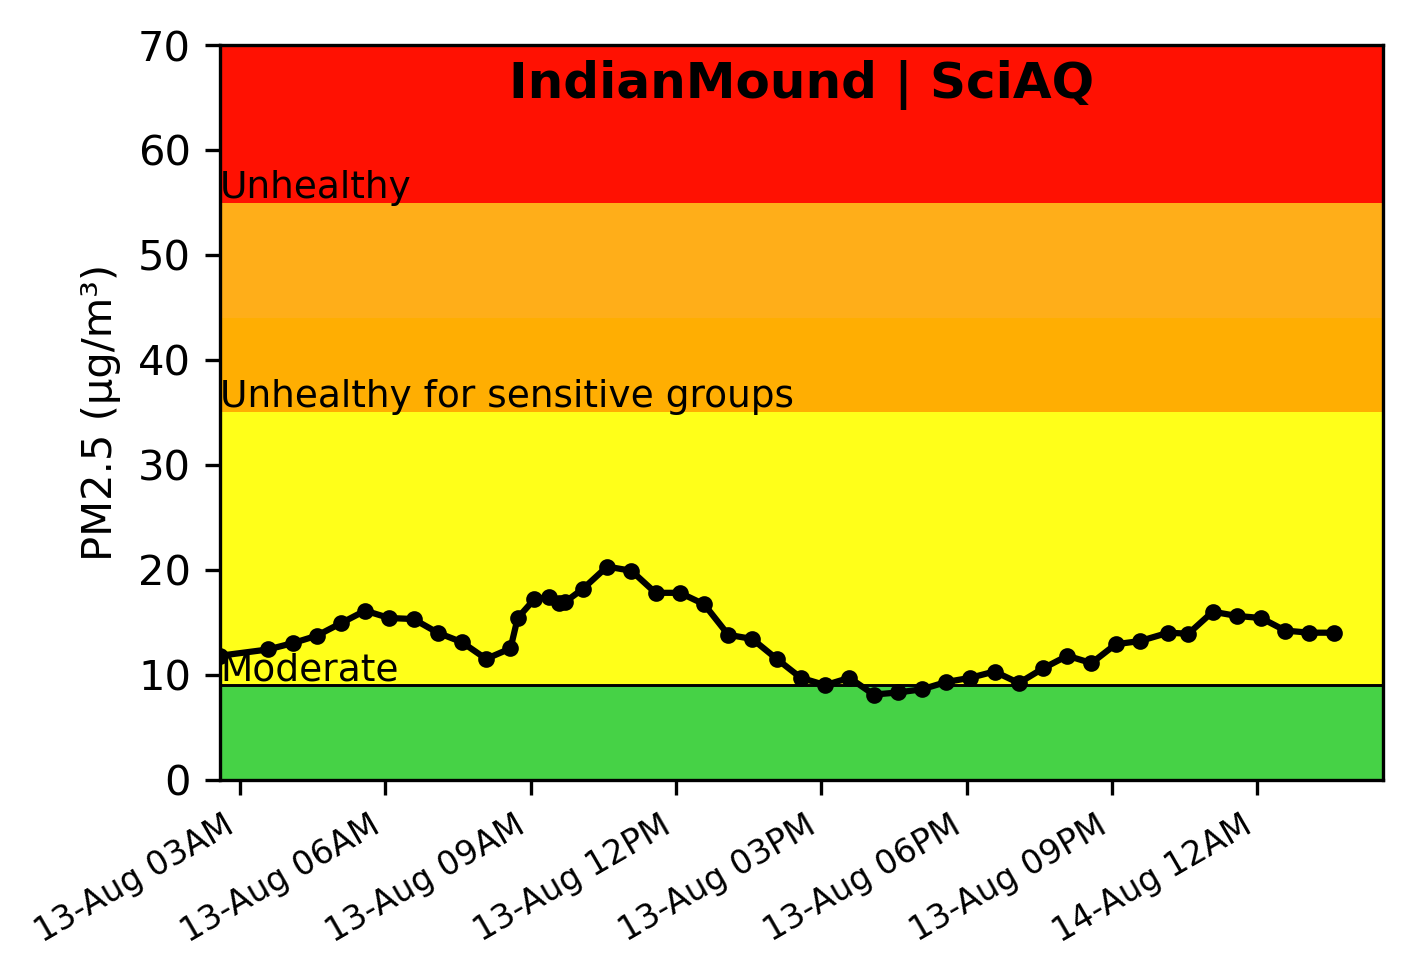 IndianMound | SciAQ
70
60
50
40
30
20
10
0
PM2.5 (µg/m³)
Unhealthy
Unhealthy for sensitive groups
Moderate
13-Aug 03AM
13-Aug 06AM
13-Aug 09AM
13-Aug 12PM
13-Aug 03PM
13-Aug 06PM
13-Aug 09PM
14-Aug 12AM